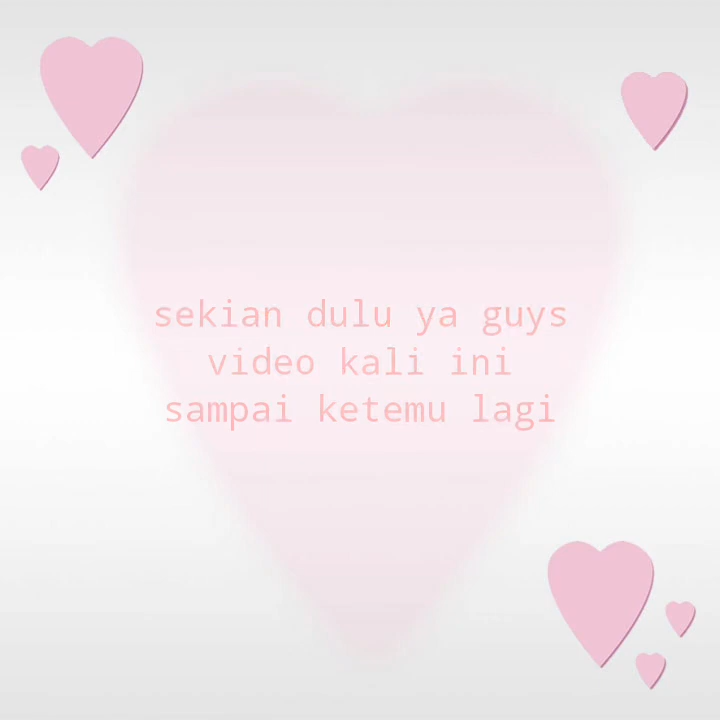 sekian dulu ya guys
video kali ini
sampai ketemu lagi